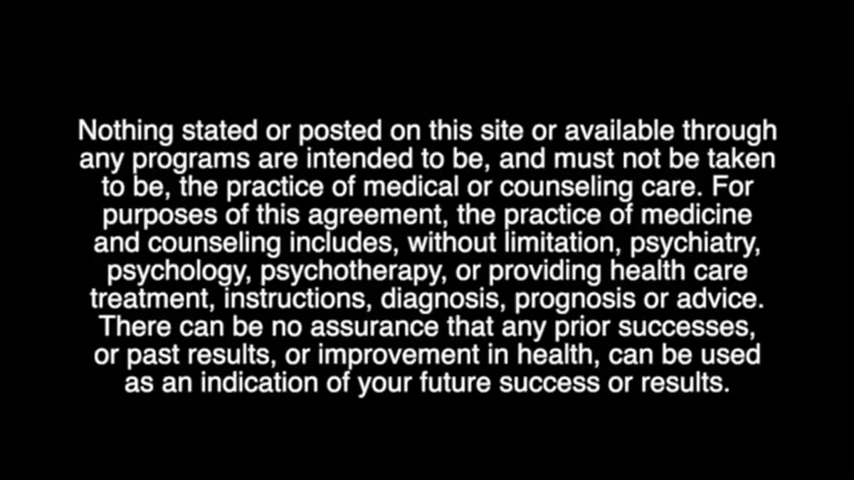 Nothing stated or posted on this site or available through
any programs are intended to be, and must not be taken
to be, the practice of medical or counseling care. For
purposes of this agreement, the practice of medicine
and counseling includes, without limitation, psychiatry,
psychology, psychotherapy, or providing health care
treatment, instructions, diagnosis, prognosis or advice.
There can be no assurance that any prior successes,
or past results, or improvement in health, can be used
as an indication of your future success or results.